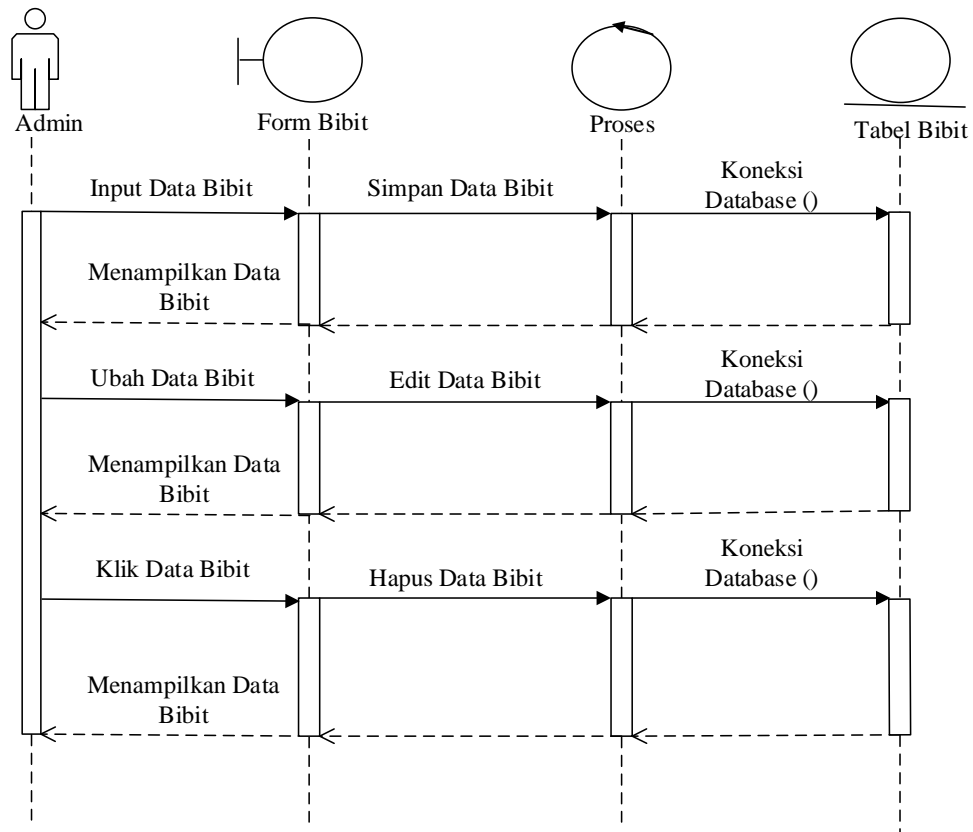 Admin
Form Bibit
Proses
Tabel Bibit
Input Data Bibit
Simpan Data Bibit
Koneksi
Database ()
Menampilkan Data
Bibit
Ubah Data Bibit
Edit Data Bibit
Koneksi
Database ()
Menampilkan Data
Bibit
Klik Data Bibit
Hapus Data Bibit
Koneksi
Database ()
Menampilkan Data
Bibit